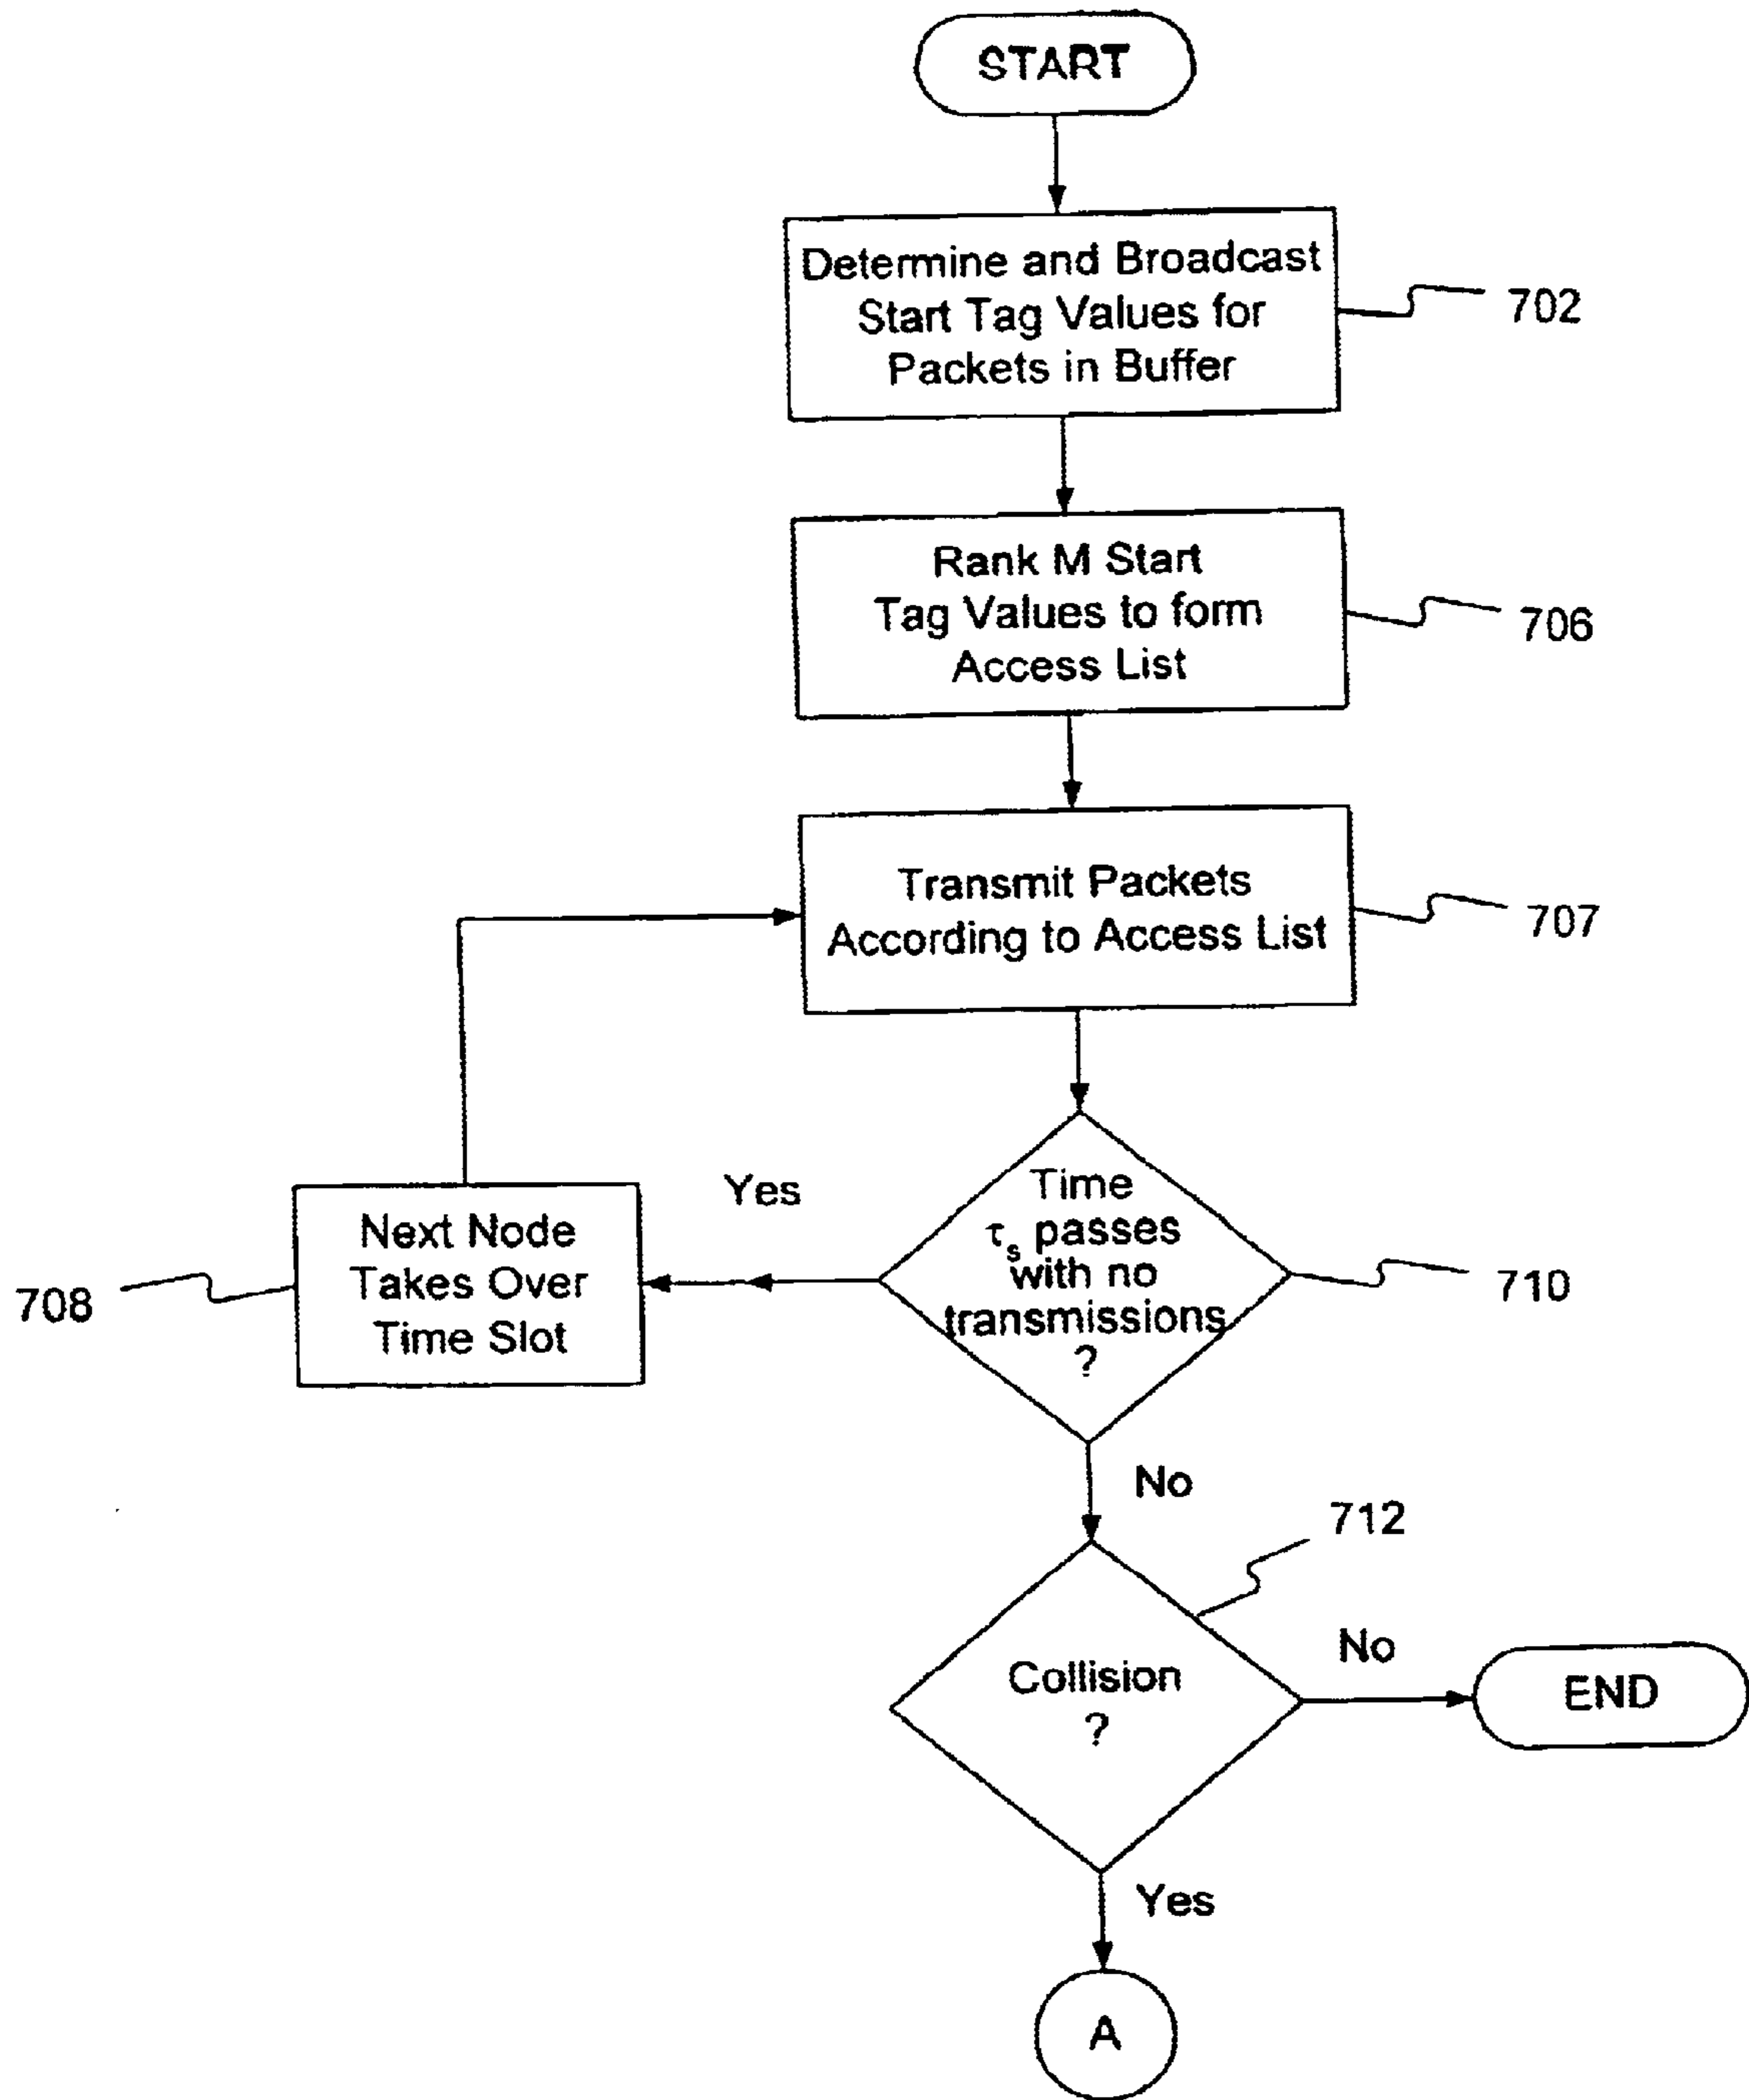 START
Determine and Broadcast
Start Tag Values for
Packets in Buffer
702
Rank M Start
Tag Values to form
Access List
706
Transmit Packets
According to Access List
707
Time
τs passes
with no
transmissions
?
710
Yes
Next Node
Takes Over
Time Slot
708
No
712
Collision
?
No
END
Yes
A